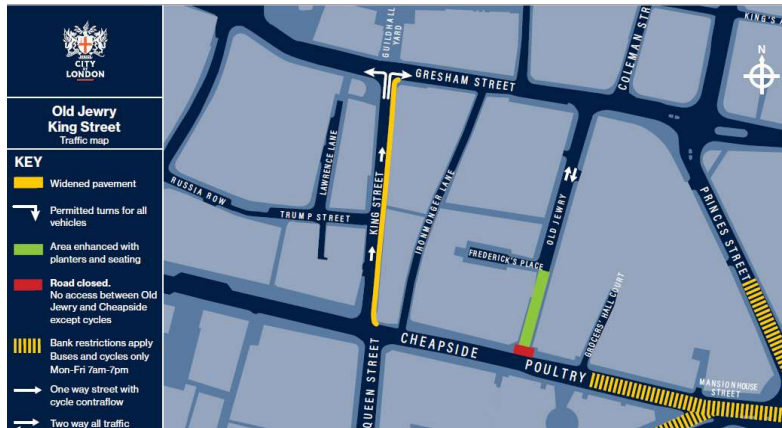 CITY
OF
LONDON
Old Jewry
King Street
Traffic map
KEY
Widened pavement
Permitted turns for all
vehicles
Area enhanced with
planters and seating
Road closed.
No access between Old
Jewry and Cheapside
except cycles
Bank restrictions apply
Buses and cycles only
Mon-Fri 7am-7pm
One way street with
cycle contraflow
Two way all traffic
GUILDHALL
YARD
GRESHAM STREET
COLEMAN STR
KING'S A
N
LAWRENCE LANE
RUSSIA ROW
TRUMP STREET
KING STREET
IRONMONGER LANE
OLD JEWRY
FREDERICK'S PLACE
PRINCES STREET
GROCERS' HALL COURT
CHEAPSIDE
POULTRY
MANSION HOUSE
STREET
QUEEN STREET